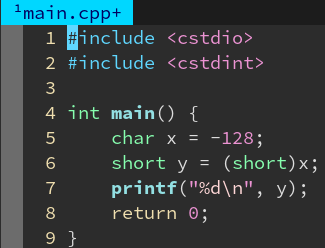 ¹main.cpp+
1 #include <cstdio>
2 #include <cstdint>
3
4 int main() {
5     char x = -128;
6     short y = (short)x;
7     printf("%d\n", y);
8     return 0;
9 }